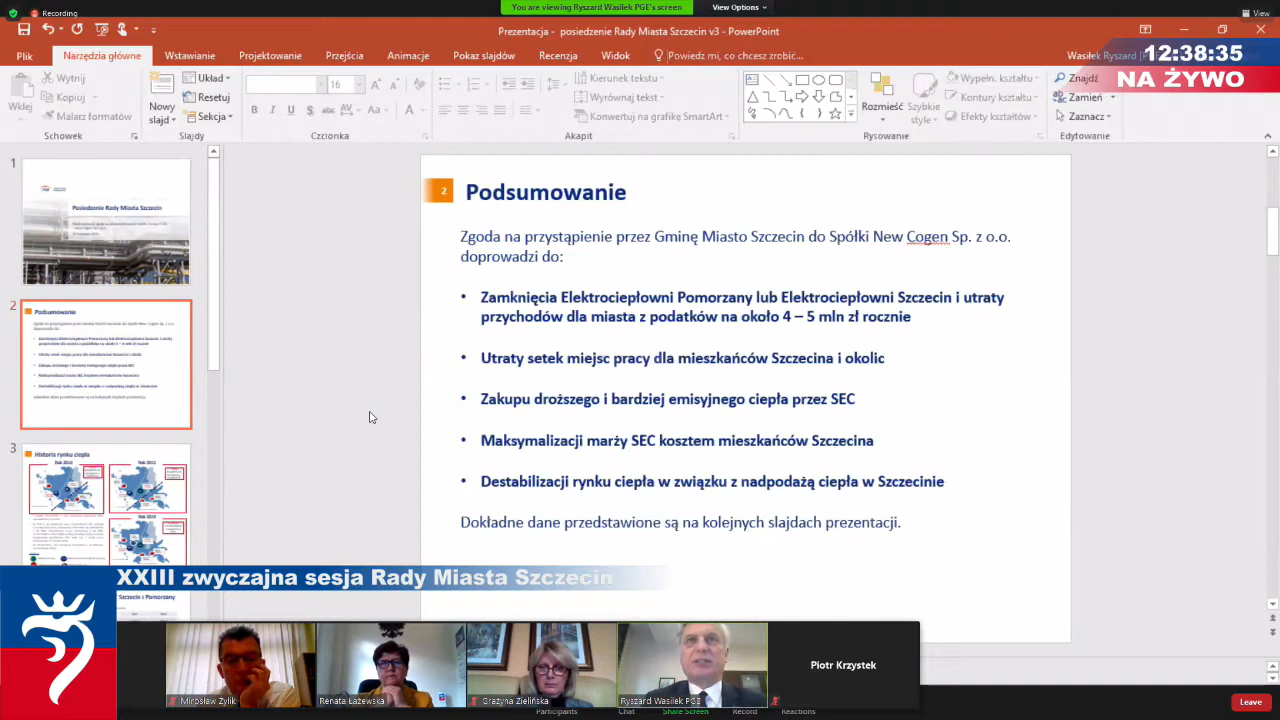 Recording
You are viewing Ryszard Wasilek PGE's screen
View Options
View
Prezentacja - posiedzenie Rady Miasta Szczecin v3 - PowerPoint
Plik
Narzędzia główne
Wstawianie
Projektowanie
Przejścia
Animacje
Pokaz slajdów
Recenzja
Widok
Powiedz mi, co chcesz zrobić...
12:38:35
NA ŻYWO
Wklej
Wytnij
Kopiuj
Malarz formatów
Schowek
Nowy slajd
Układ
Resetuj
Sekcja
Slajdy
16
Czcionka
Kierunek tekstu
Wyrównaj tekst
Konwertuj na grafikę SmartArt
Akapit
Rozmieść
Szybkie style
Wypełn. kształtu
Kontury kształtu
Efekty kształtów
Rysowanie
Znajdź
Zamień
Zaznacz
Edytowanie
1
Posiedzenie Rady Miasta Szczecin
2
Podsumowanie
3
Historia rynku ciepła
2
Podsumowanie
Zgoda na przystąpienie przez Gminę Miasto Szczecin do Spółki New Cogen Sp. z o.o.
doprowadzi do:
• Zamknięcia Elektrociepłowni Pomorzany lub Elektrociepłowni Szczecin i utraty
przychodów dla miasta z podatków na około 4 – 5 mln zł rocznie
• Utraty setek miejsc pracy dla mieszkańców Szczecina i okolic
• Zakupu droższego i bardziej emisyjnego ciepła przez SEC
• Maksymalizacji marży SEC kosztem mieszkańców Szczecina
• Destabilizacji rynku ciepła w związku z nadpodażą ciepła w Szczecinie
Dokładne dane przedstawione są na kolejnych slajdach prezentacji.
XXIII zwyczajna sesja Rady Miasta Szczecin
Szczecin i Pomorzany
Mirosław Żylik
Renata Łażewska
Grażyna Zielińska
Ryszard Wasilek PGE
Piotr Krzystek
Participants
Chat
Share Screen
Record
Reactions
Leave